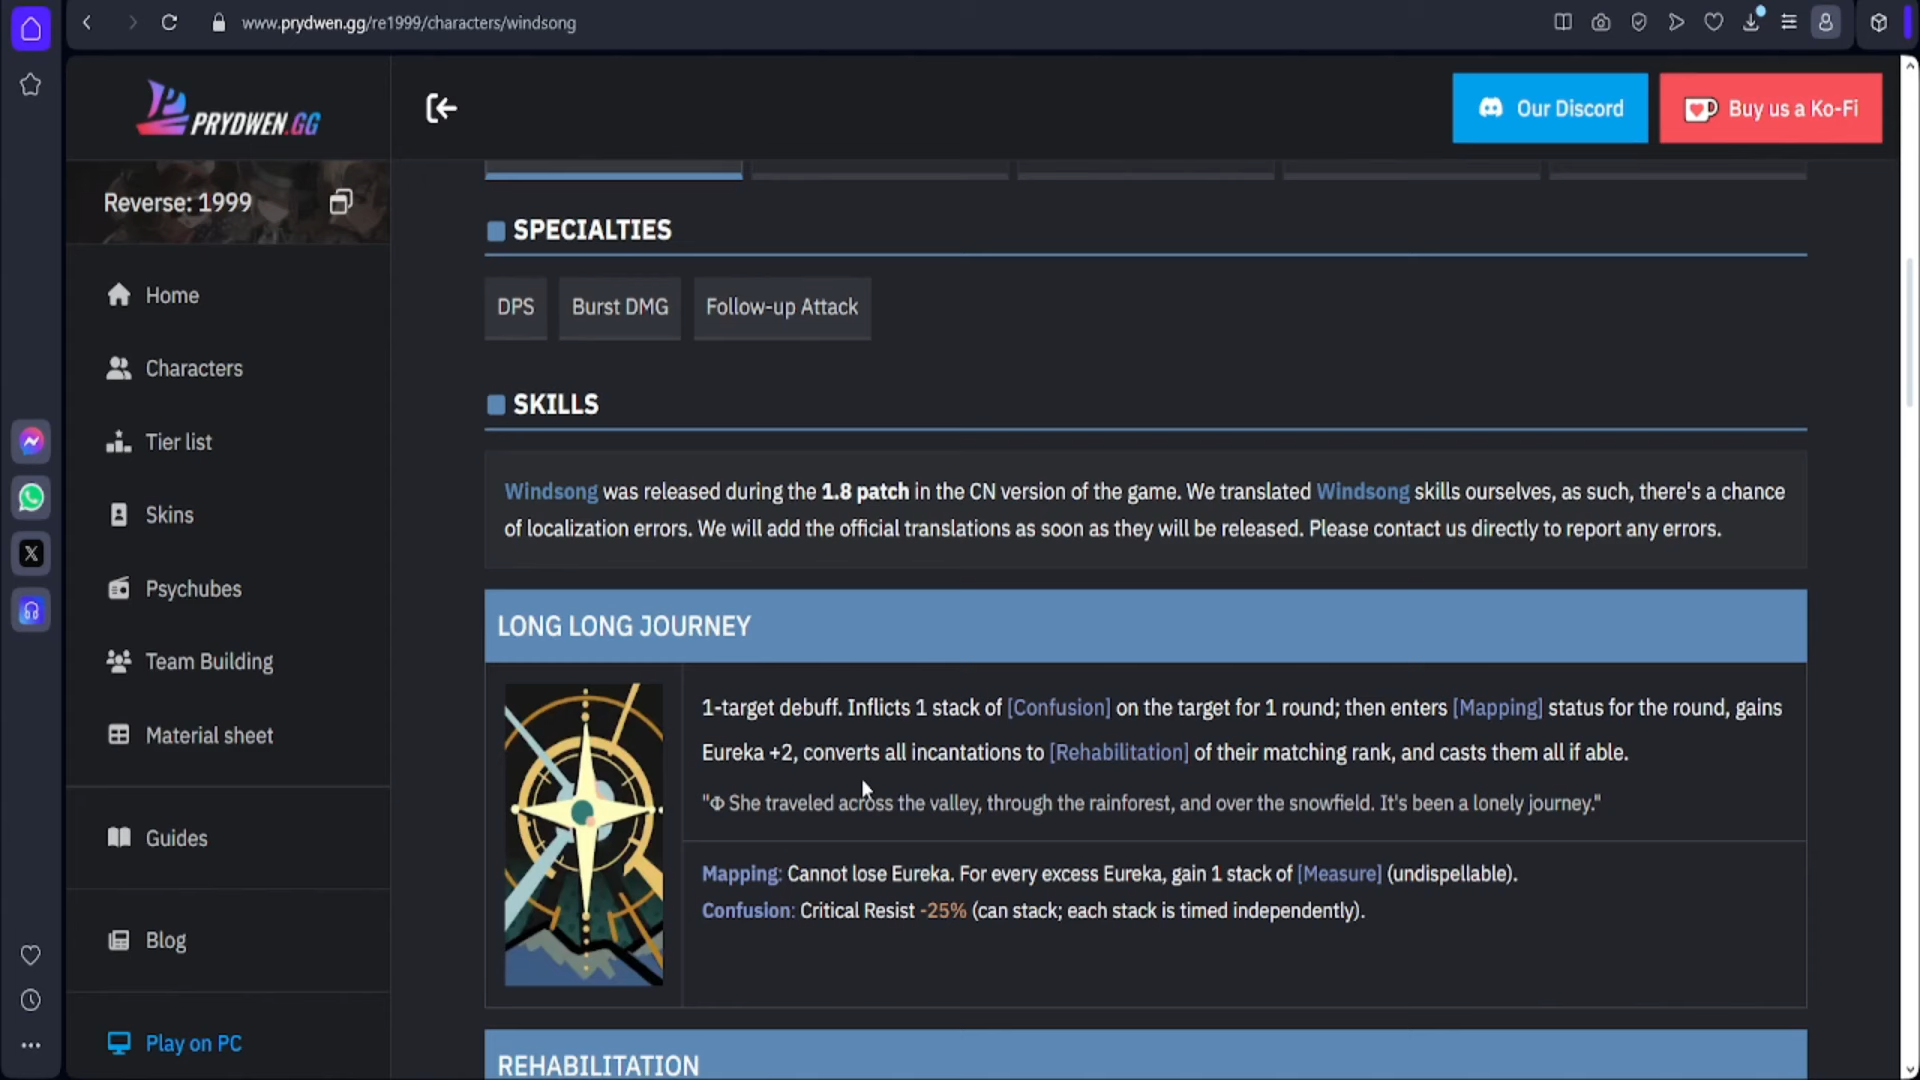 www.prydwen.gg/re1999/characters/windsong
PRYDWEN.GG
Our Discord
Buy us a Ko-Fi
Reverse: 1999
Home
Characters
Tier list
Skins
Psychubes
Team Building
Material sheet
Guides
Blog
Play on PC
SPECIALTIES
DPS
Burst DMG
Follow-up Attack
SKILLS
Windsong was released during the 1.8 patch in the CN version of the game. We translated Windsong skills ourselves, as such, there's a chance
of localization errors. We will add the official translations as soon as they will be released. Please contact us directly to report any errors.
LONG LONG JOURNEY
1-target debuff. Inflicts 1 stack of [Confusion] on the target for 1 round; then enters [Mapping] status for the round, gains
Eureka +2, converts all incantations to [Rehabilitation] of their matching rank, and casts them all if able.
"Φ She traveled across the valley, through the rainforest, and over the snowfield. It's been a lonely journey."
Mapping: Cannot lose Eureka. For every excess Eureka, gain 1 stack of [Measure] (undispellable).
Confusion: Critical Resist -25% (can stack; each stack is timed independently).
REHABILITATION